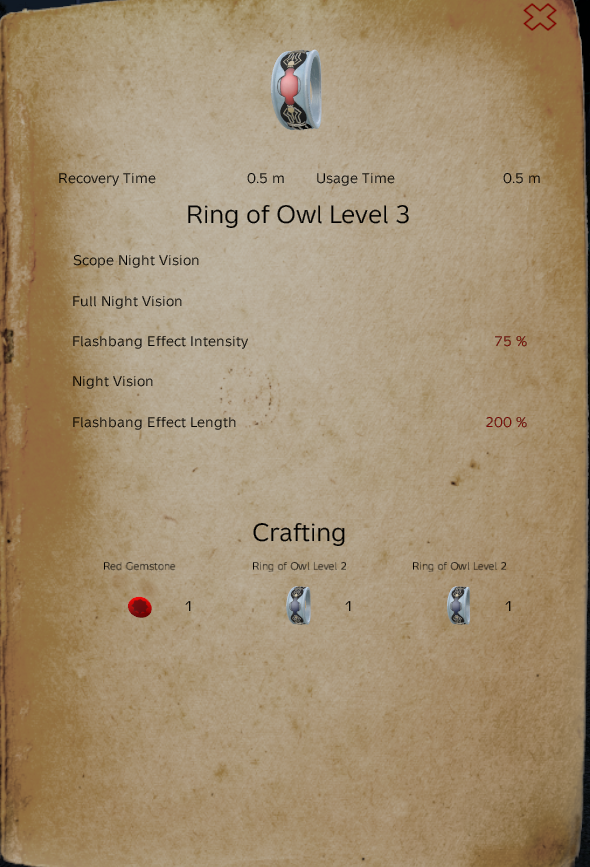 Recovery Time 0.5 m Usage Time 0.5 m
Ring of Owl Level 3
Scope Night Vision
Full Night Vision
Flashbang Effect Intensity 75 %
Night Vision
Flashbang Effect Length 200 %
Crafting
Red Gemstone Ring of Owl Level 2 Ring of Owl Level 2
1 1 1